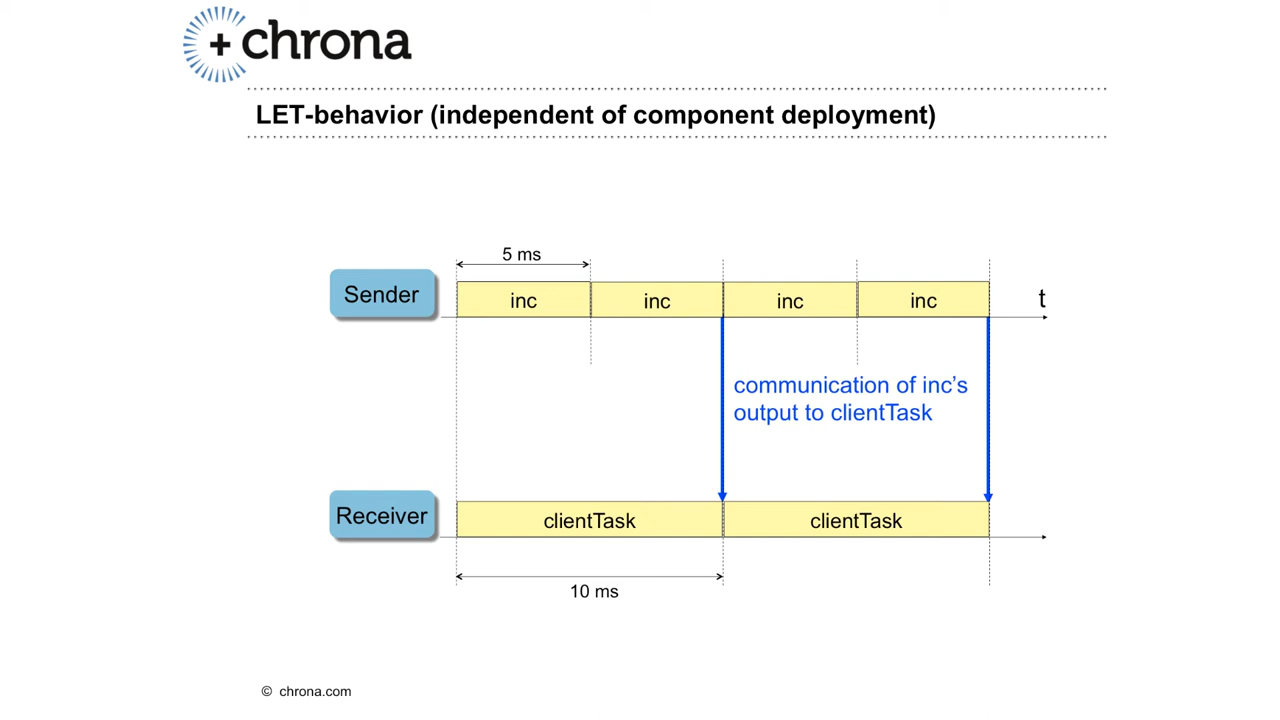 chrona
LET-behavior (independent of component deployment)
5 ms
Sender
inc
inc
inc
inc
t
communication of inc’s
output to clientTask
Receiver
clientTask
clientTask
10 ms
© chrona.com